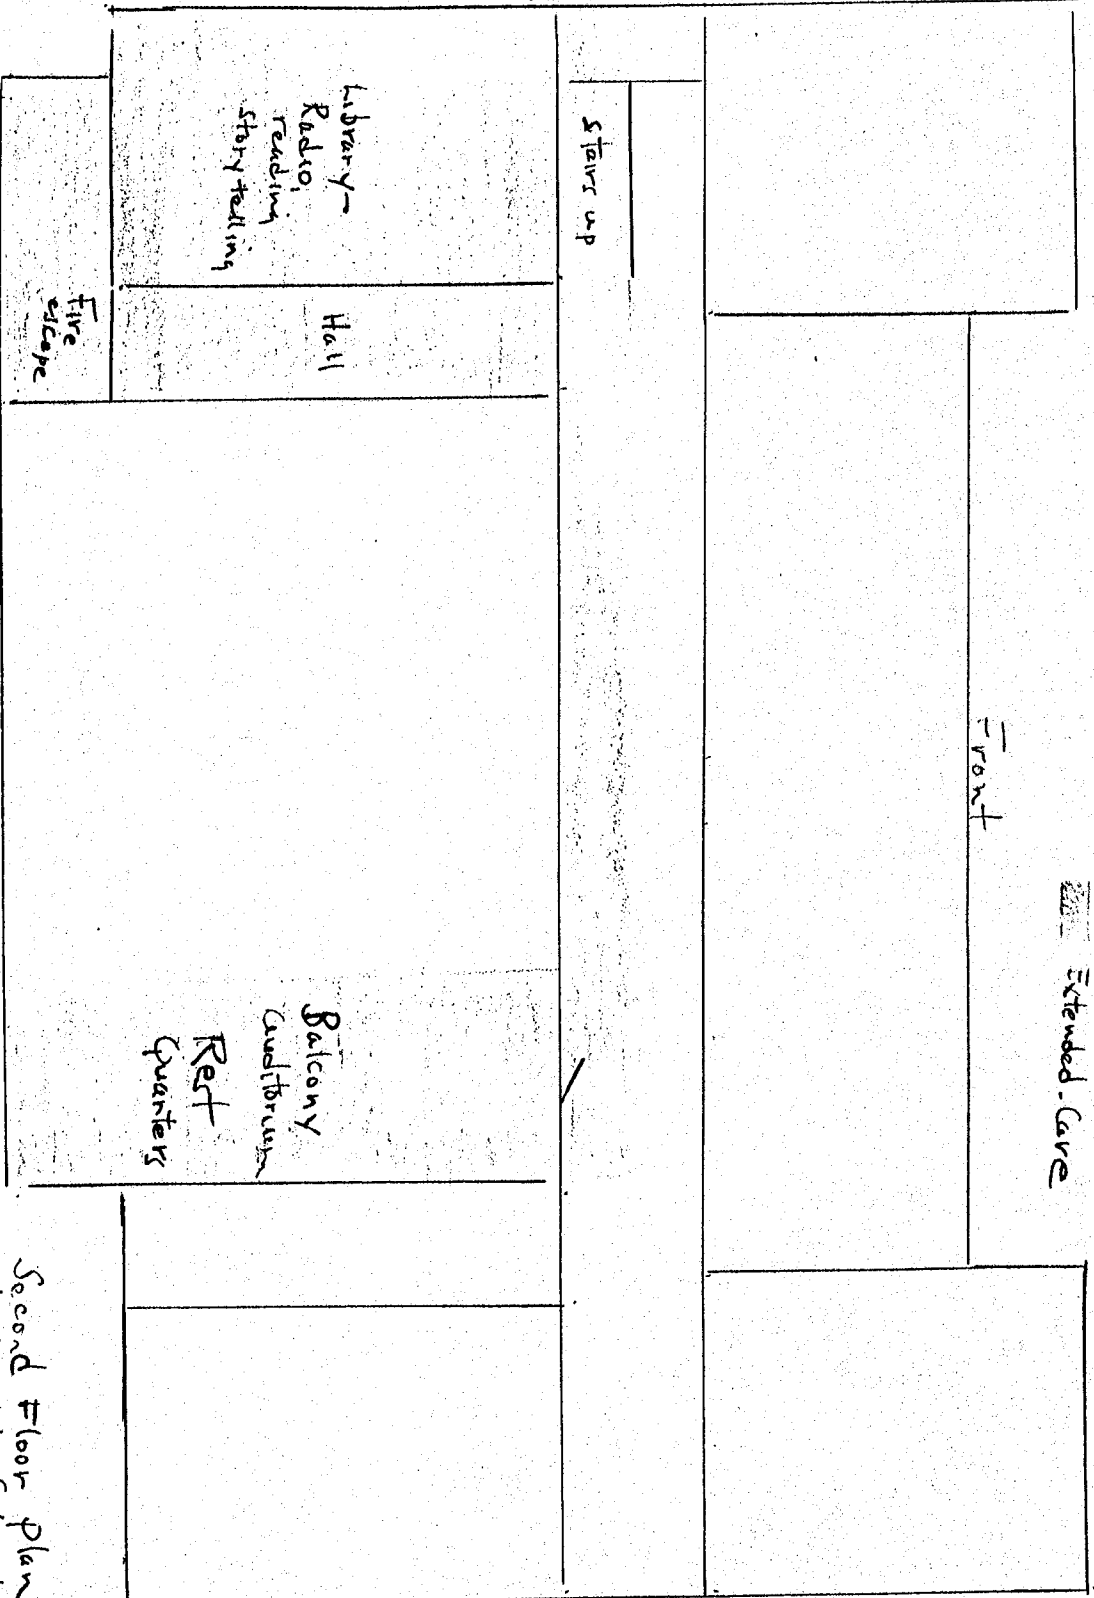 Extended-Care
Front
Stairs up
Library-
Radio,
reading
Story telling
Hall
Fire
escape
Balcony
Auditorium
Rest
Quarters
Second Floor Plan